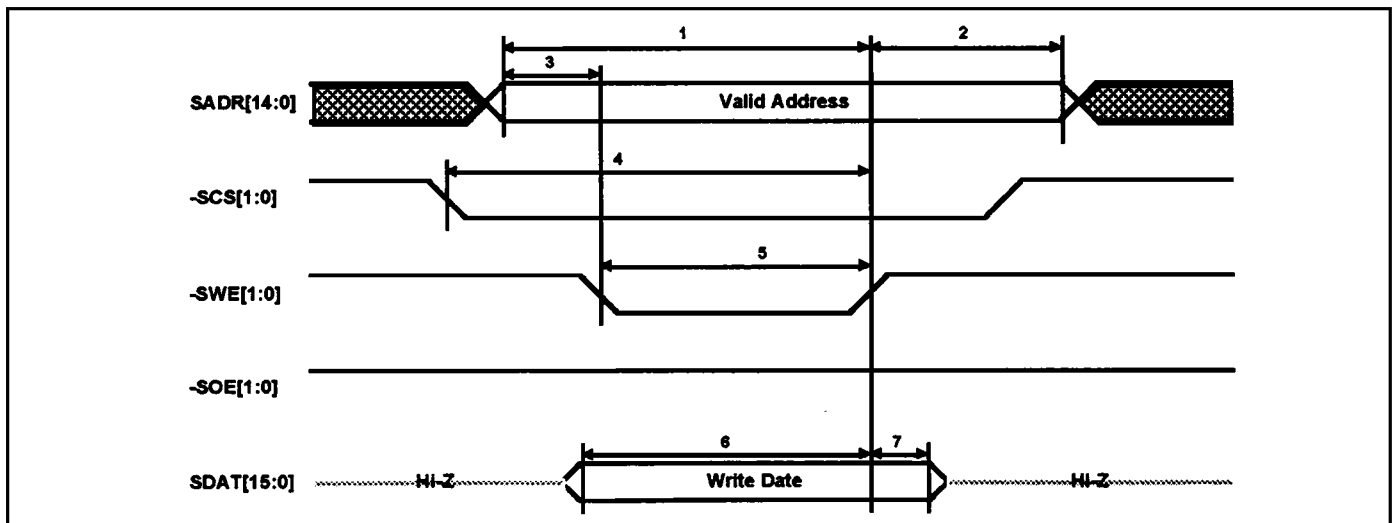 1
2
3
SADR[14:0]
Valid Address
4
-SCS[1:0]
5
-SWE[1:0]
-SOE[1:0]
6
7
SDAT[15:0]
Hi-Z
Write Date
Hi-Z